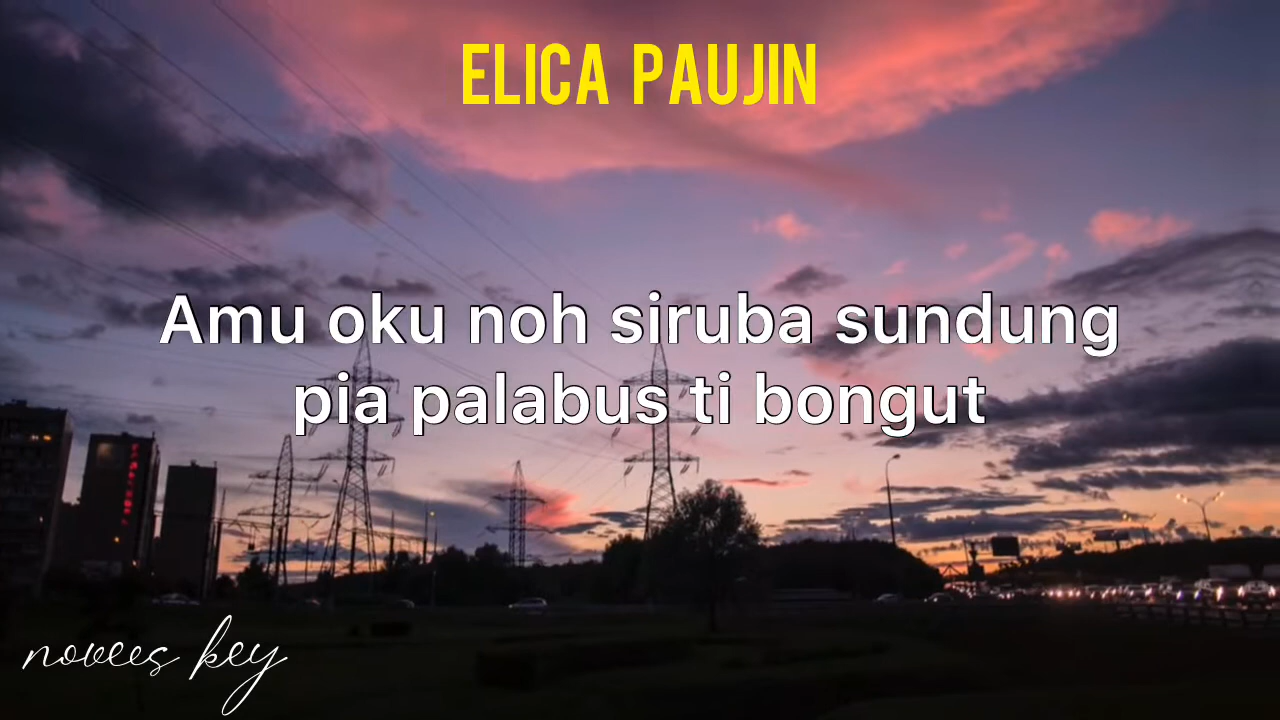 ELICA PAUJIN
Amu oku noh siruba sundung
pia palabus ti bongut
novees key